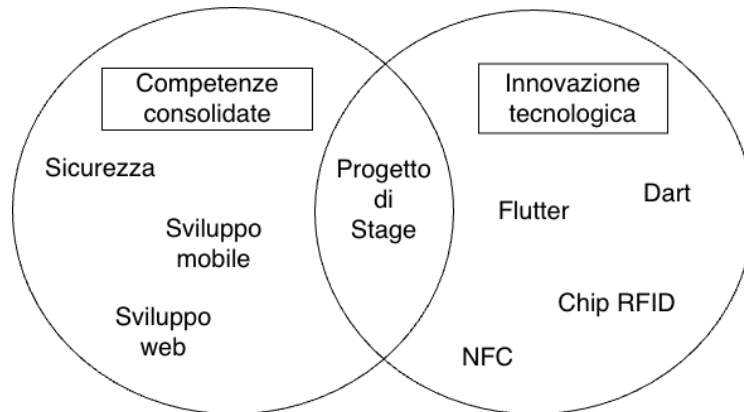 Competenze
consolidate
Sicurezza
Sviluppo
mobile
Sviluppo
web
Progetto
di
Stage
Innovazione
tecnologica
Dart
Flutter
Chip RFID
NFC